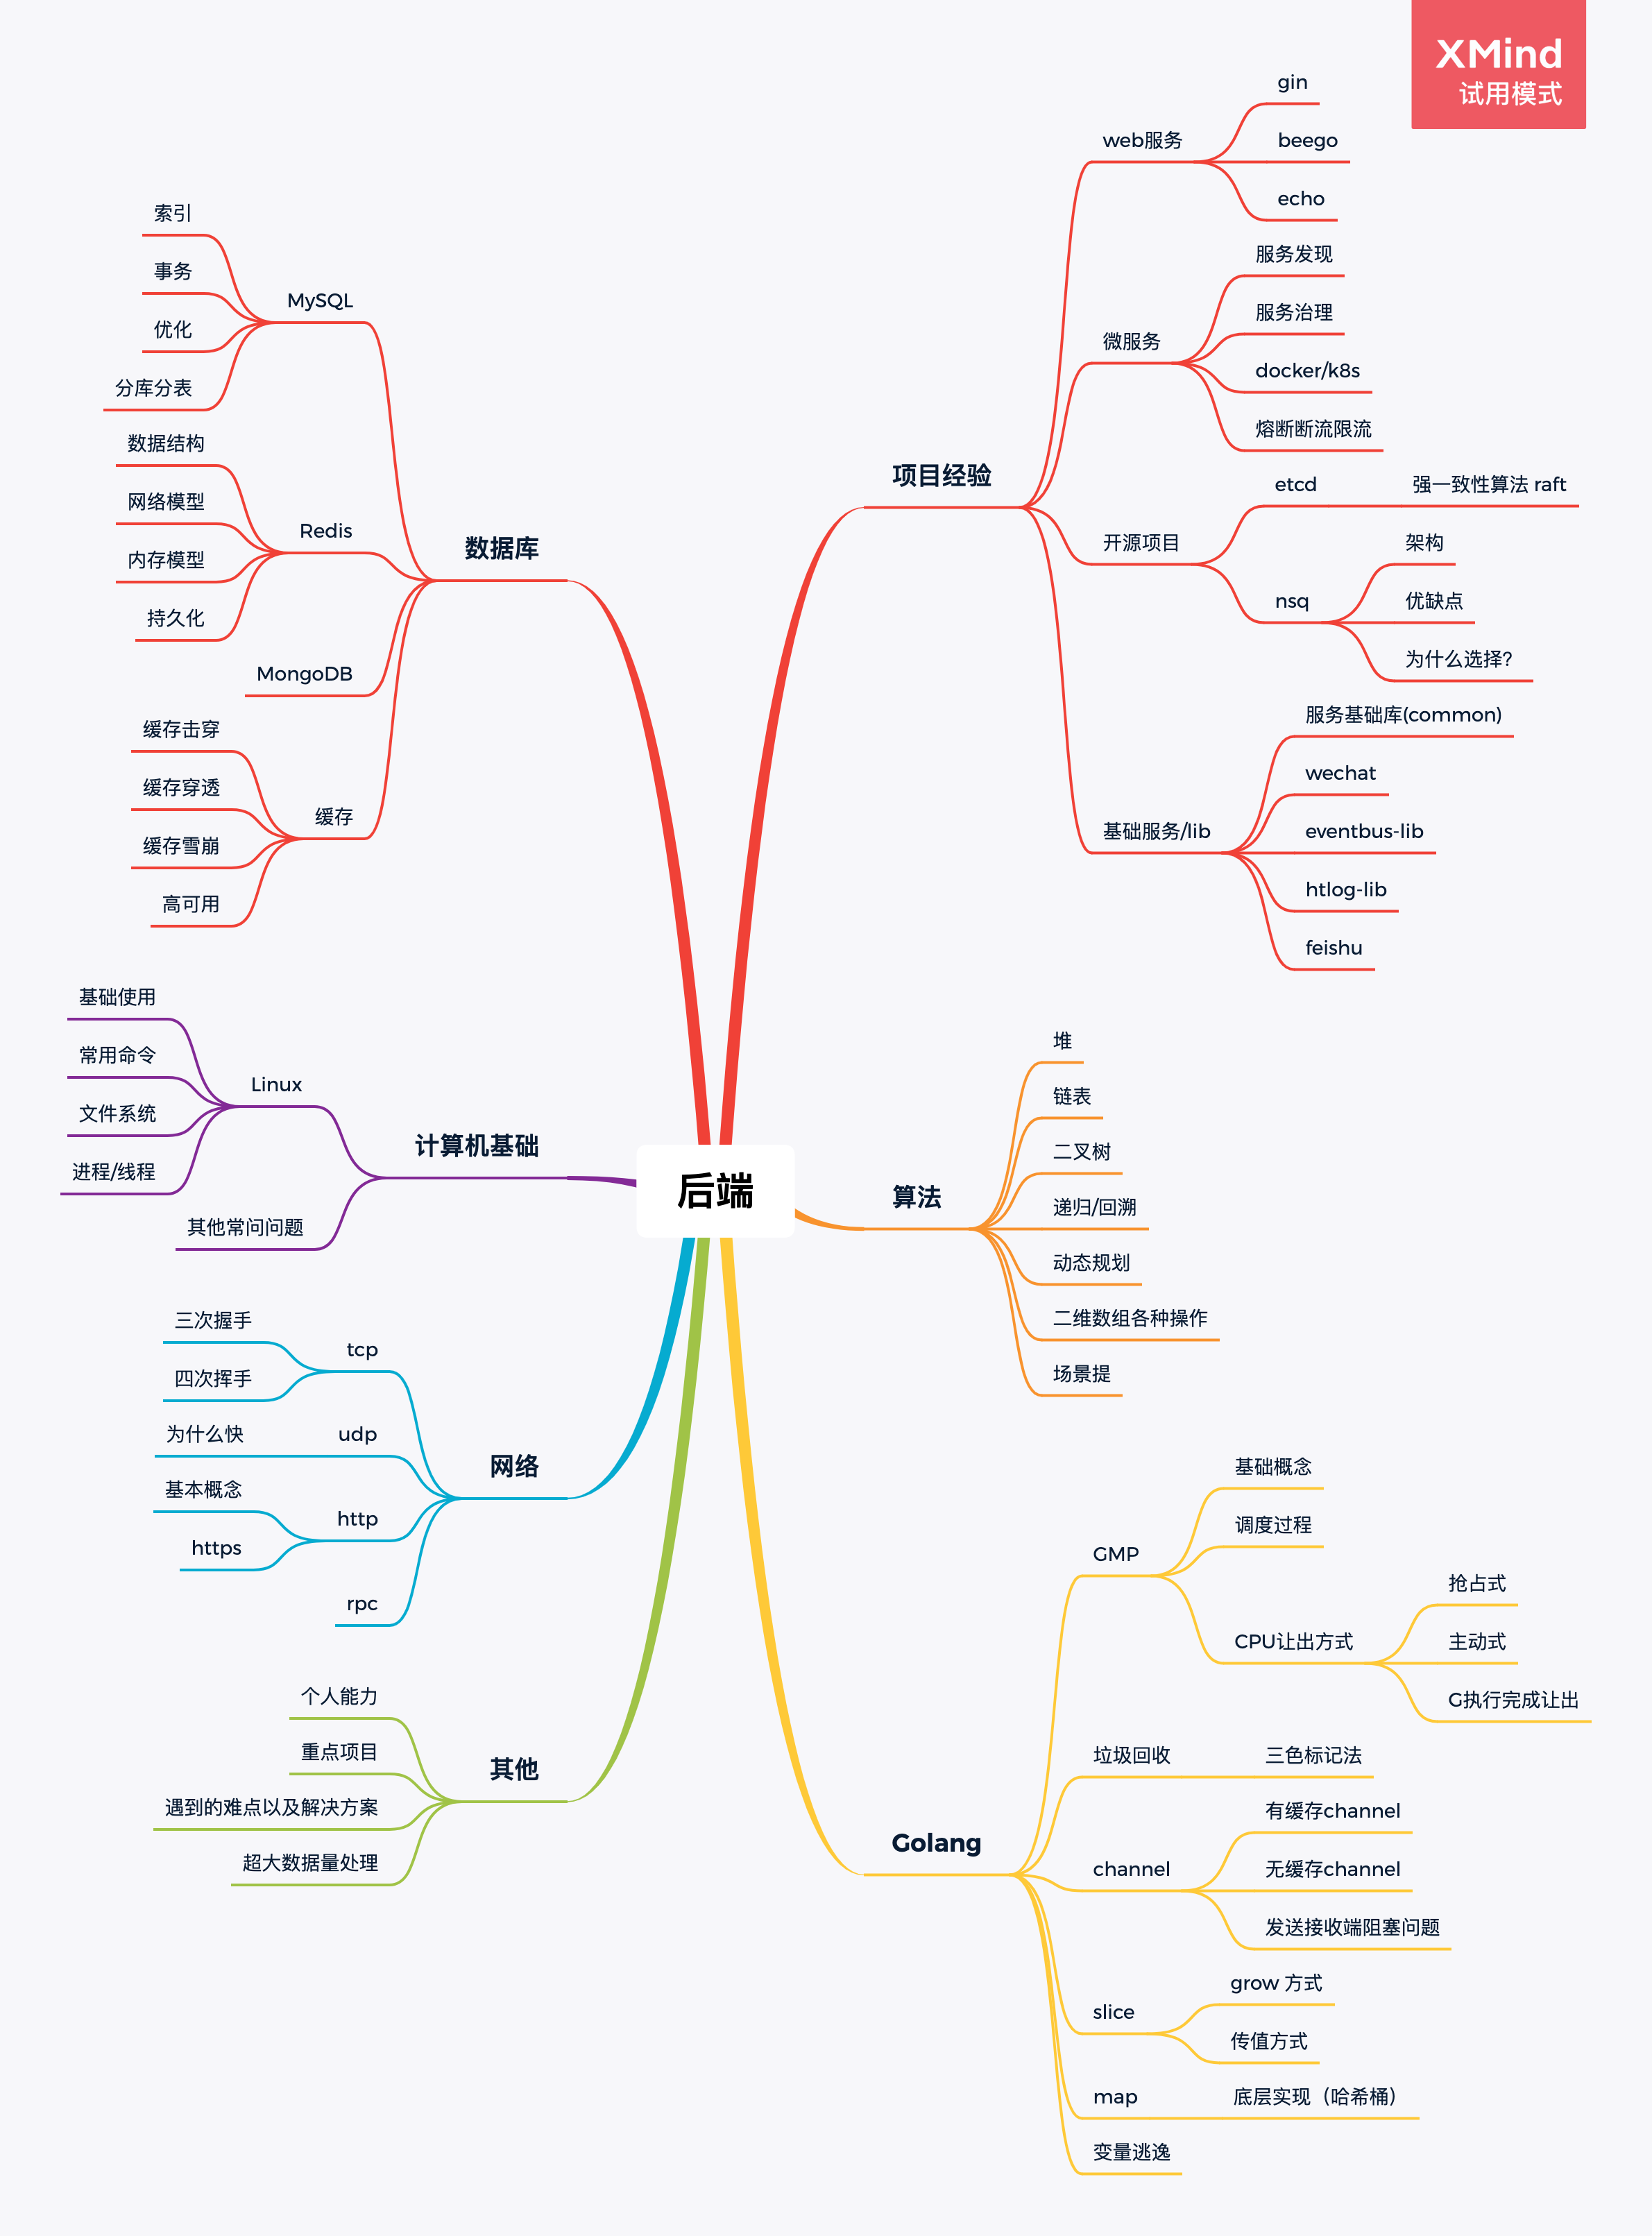 XMind
试用模式
后端
项目经验
web服务
gin
beego
echo
微服务
服务发现
服务治理
docker/k8s
熔断断流限流
开源项目
etcd
强一致性算法 raft
nsq
架构
优缺点
为什么选择?
基础服务/lib
服务基础库(common)
wechat
eventbus-lib
htlog-lib
feishu
算法
堆
链表
二叉树
递归/回溯
动态规划
二维数组各种操作
场景提
Golang
GMP
基础概念
调度过程
CPU让出方式
抢占式
主动式
G执行完成让出
垃圾回收
三色标记法
channel
有缓存channel
无缓存channel
发送接收端阻塞问题
slice
grow 方式
传值方式
map
底层实现（哈希桶）
变量逃逸
数据库
MySQL
索引
事务
优化
分库分表
Redis
数据结构
网络模型
内存模型
持久化
MongoDB
缓存
缓存击穿
缓存穿透
缓存雪崩
高可用
计算机基础
Linux
基础使用
常用命令
文件系统
进程/线程
其他常问问题
网络
tcp
三次握手
四次挥手
udp
为什么快
http
基本概念
https
rpc
其他
个人能力
重点项目
遇到的难点以及解决方案
超大数据量处理